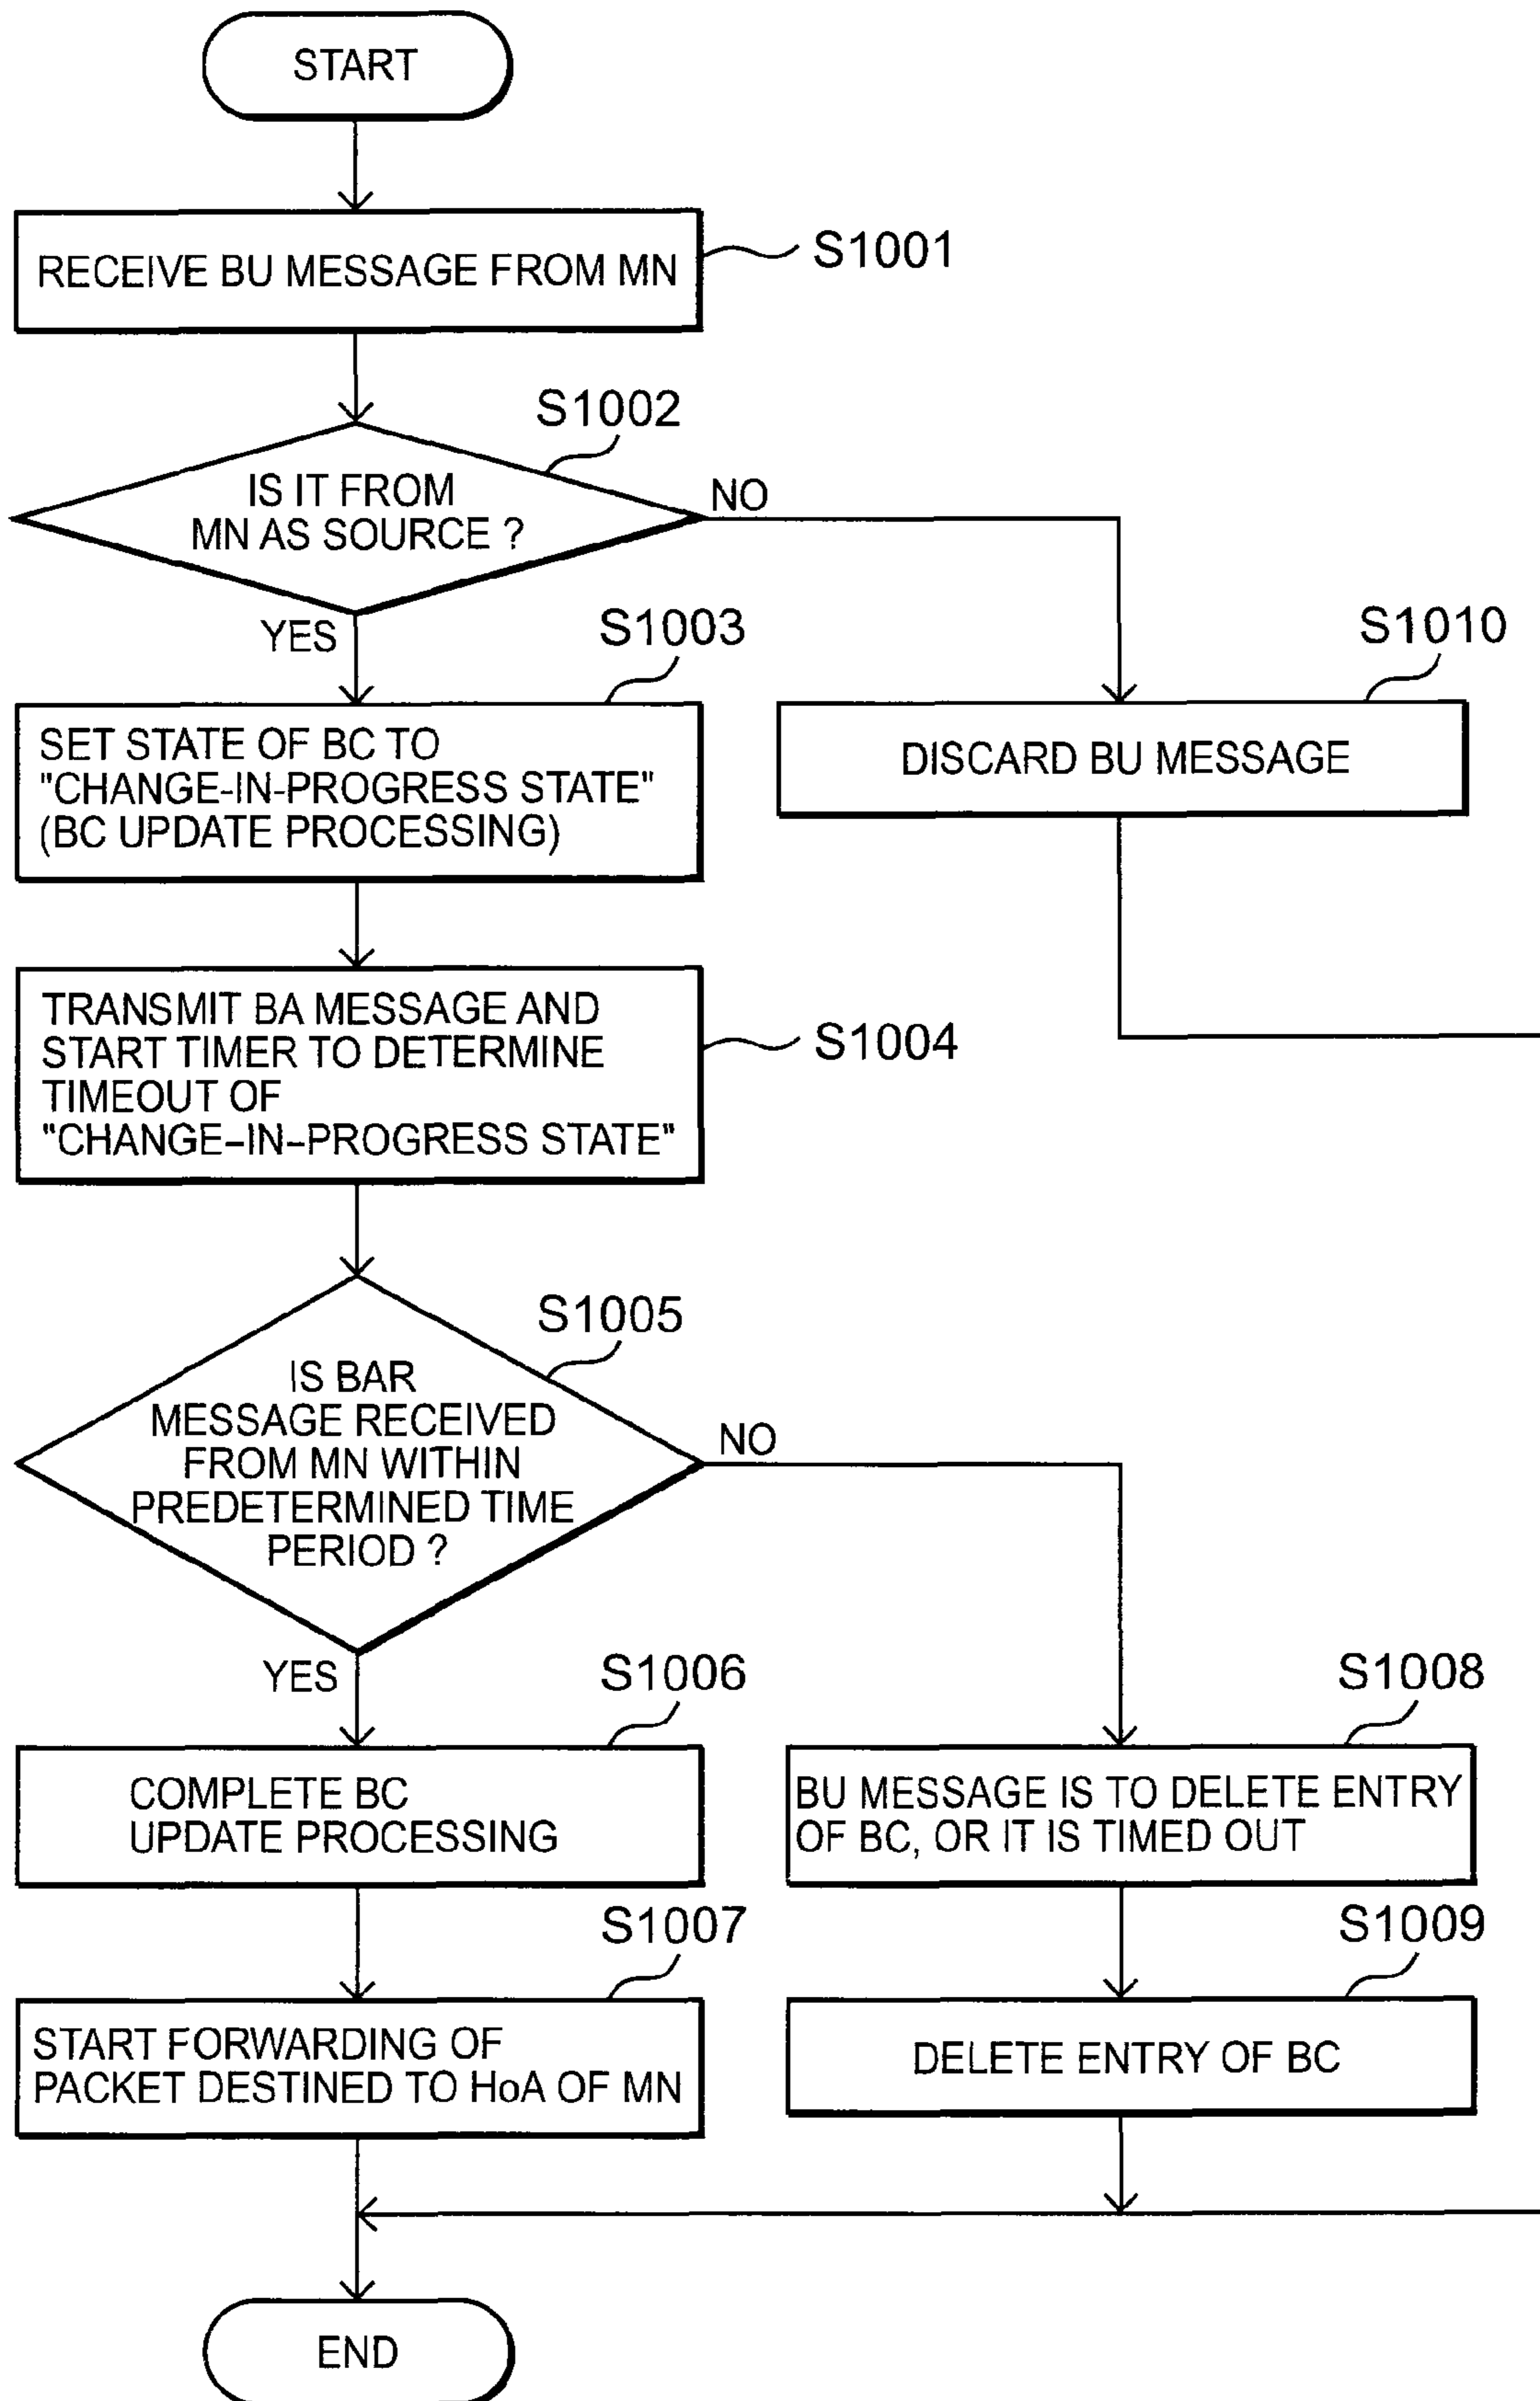 START
RECEIVE BU MESSAGE FROM MN
S1001
S1002
IS IT FROM
MN AS SOURCE ?
NO
YES
S1003
SET STATE OF BC TO
"CHANGE-IN-PROGRESS STATE"
(BC UPDATE PROCESSING)
S1010
DISCARD BU MESSAGE
TRANSMIT BA MESSAGE AND
START TIMER TO DETERMINE
TIMEOUT OF
"CHANGE-IN-PROGRESS STATE"
S1004
S1005
IS BAR
MESSAGE RECEIVED
FROM MN WITHIN
PREDETERMINED TIME
PERIOD ?
NO
YES
S1006
COMPLETE BC
UPDATE PROCESSING
S1008
BU MESSAGE IS TO DELETE ENTRY
OF BC, OR IT IS TIMED OUT
S1007
START FORWARDING OF
PACKET DESTINED TO HoA OF MN
S1009
DELETE ENTRY OF BC
END